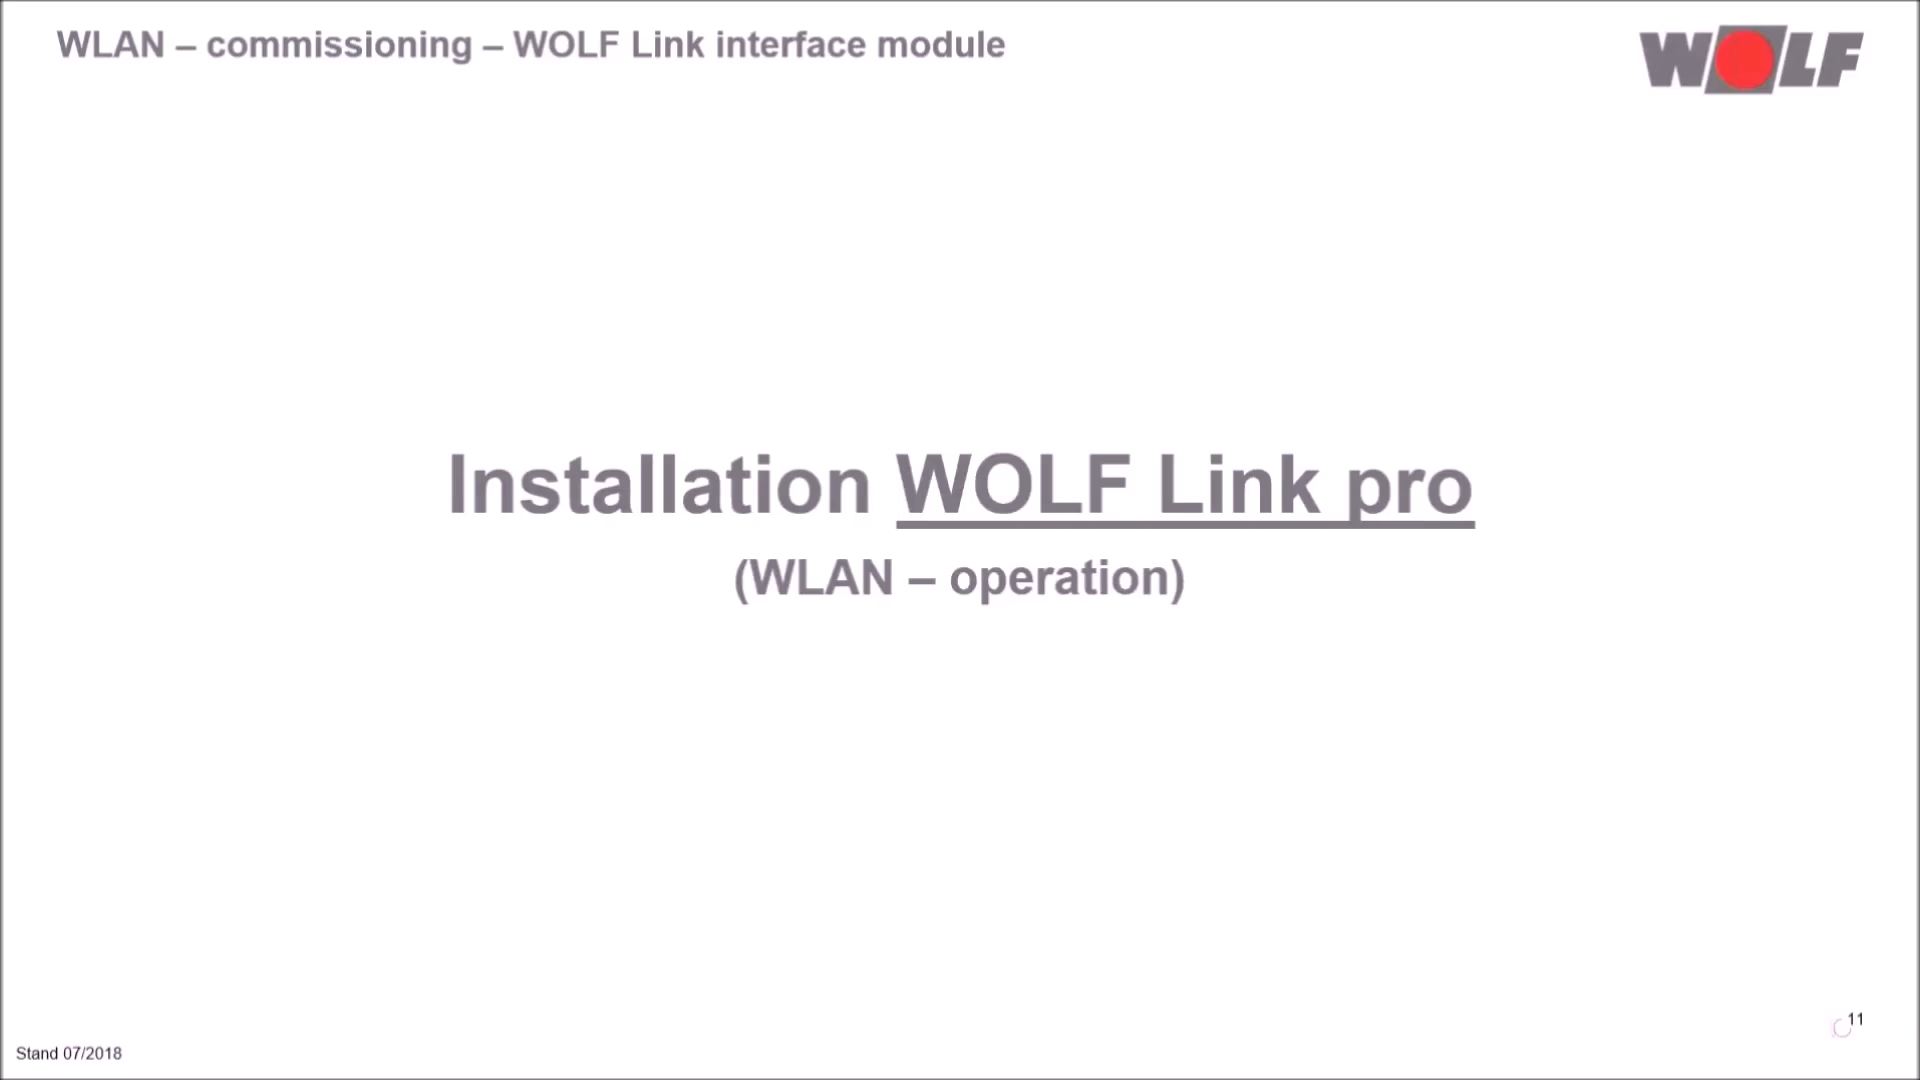 WLAN – commissioning – WOLF Link interface module
WOLF
Installation WOLF Link pro
(WLAN – operation)
11
Stand 07/2018